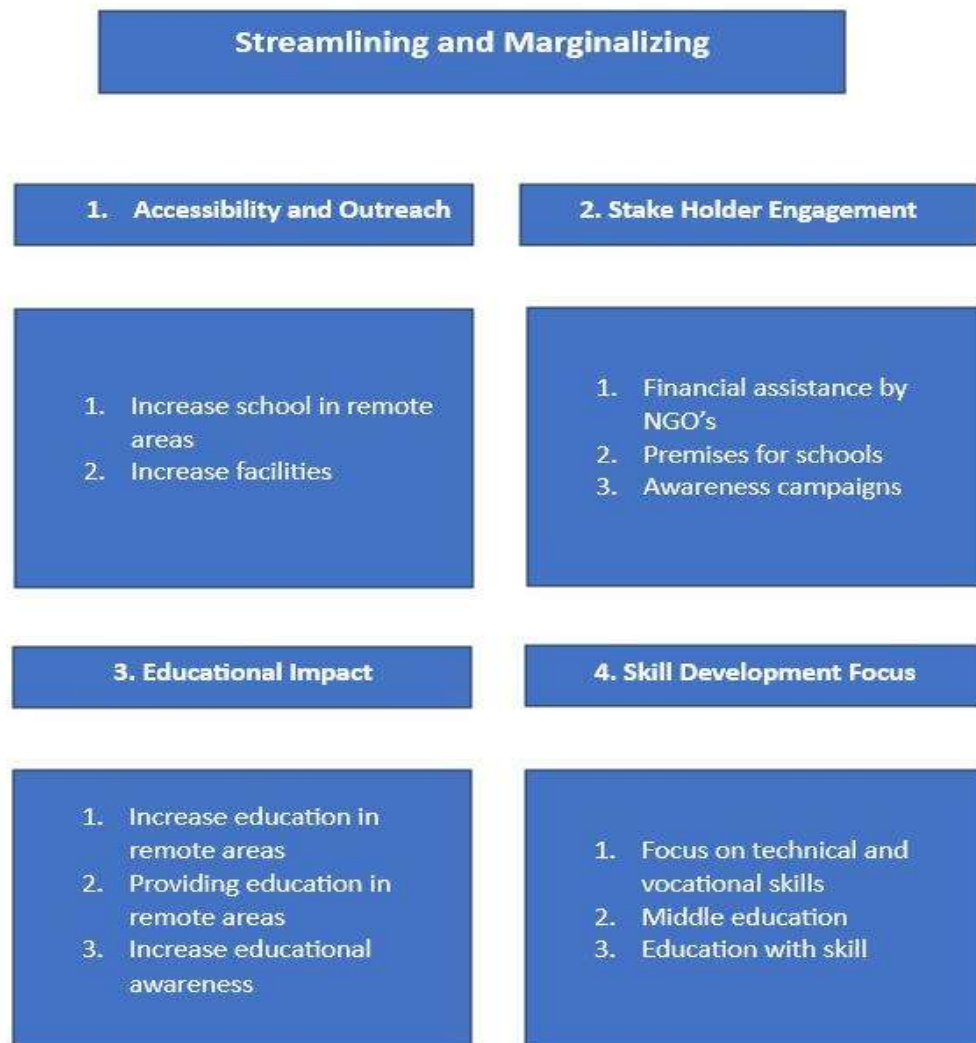 Streamlining and Marginalizing
1. Accessibility and Outreach
2. Stake Holder Engagement
1. Increase school in remote
areas
2. Increase facilities
1. Financial assistance by
NGO's
2. Premises for schools
3. Awareness campaigns
3. Educational Impact
4. Skill Development Focus
1. Increase education in
remote areas
2. Providing education in
remote areas
3. Increase educational
awareness
1. Focus on technical and
vocational skills
2. Middle education
3. Education with skill